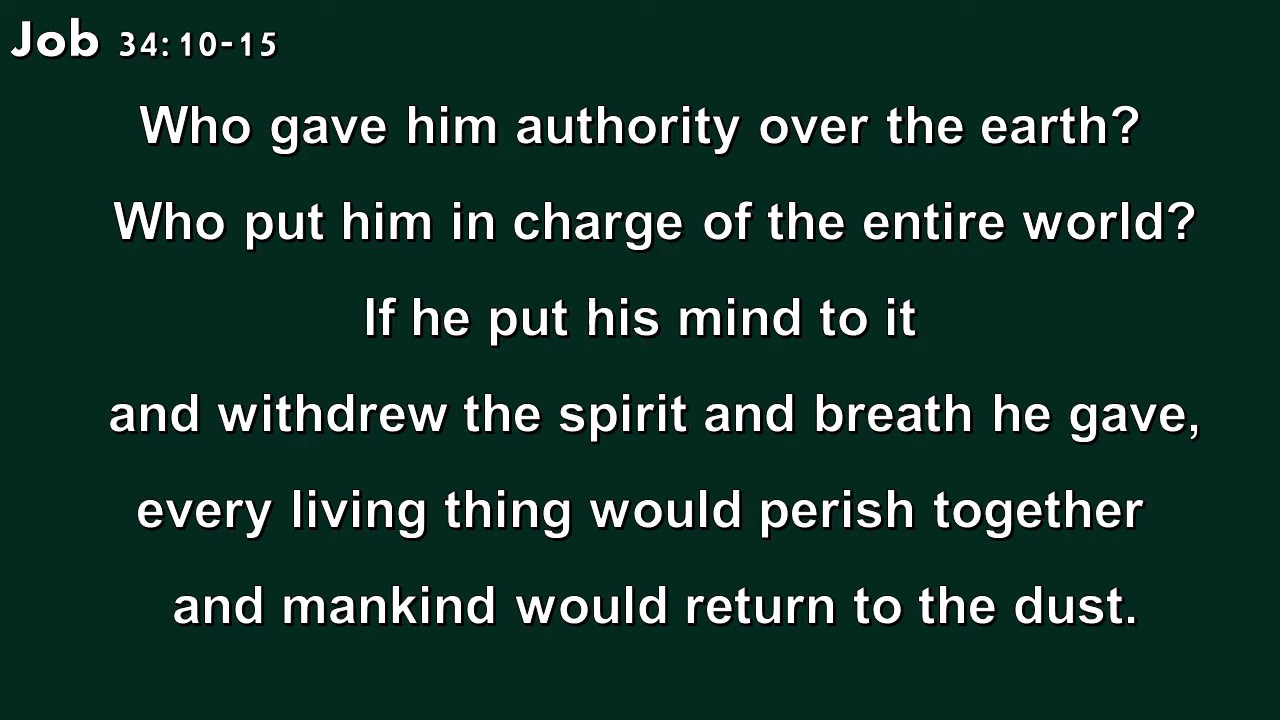 Job 34:10-15
Who gave him authority over the earth?
Who put him in charge of the entire world?
If he put his mind to it
and withdrew the spirit and breath he gave,
every living thing would perish together
and mankind would return to the dust.